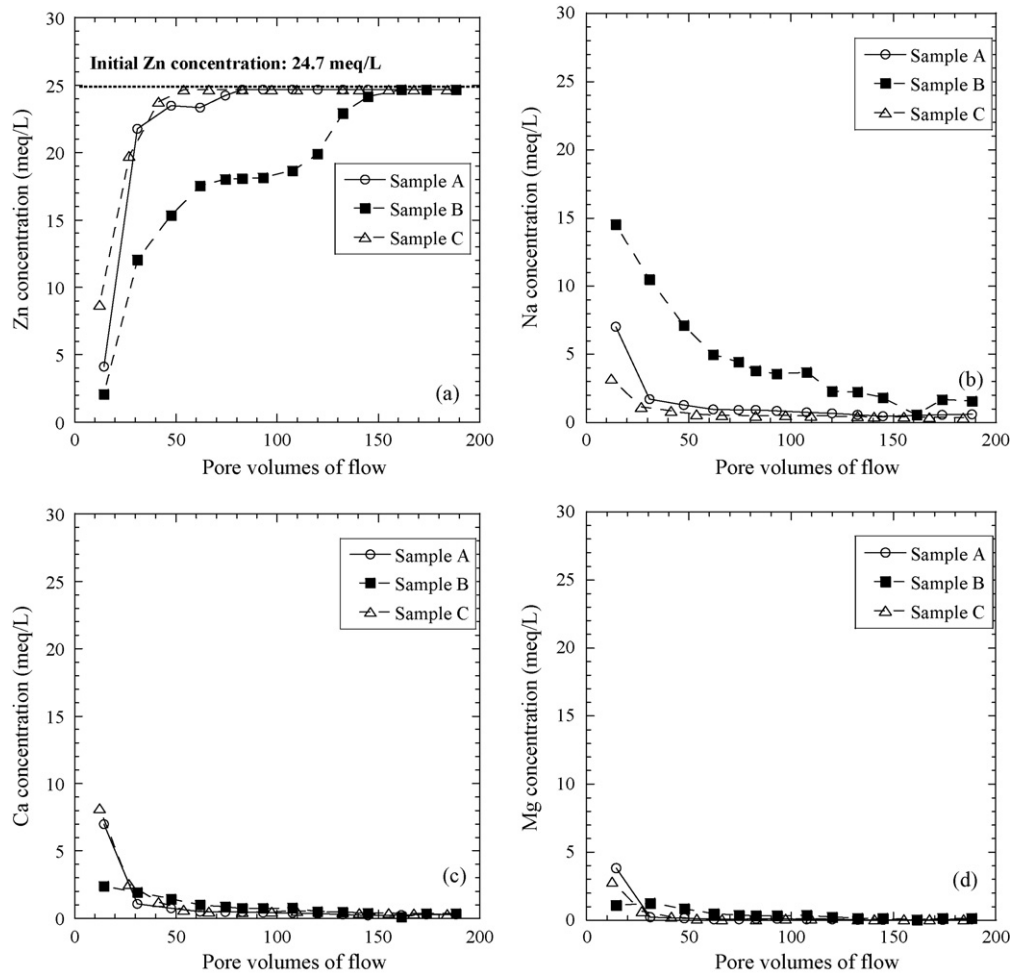 30
25
20
15
10
5
0
Zn concentration (meq/L)
Initial Zn concentration: 24.7 meq/L
Sample A
Sample B
Sample C
(a)
0
50
100
150
200
Pore volumes of flow
30
25
20
15
10
5
0
Na concentration (meq/L)
Sample A
Sample B
Sample C
(b)
0
50
100
150
200
Pore volumes of flow
30
25
20
15
10
5
0
Ca concentration (meq/L)
Sample A
Sample B
Sample C
(c)
0
50
100
150
200
Pore volumes of flow
30
25
20
15
10
5
0
Mg concentration (meq/L)
Sample A
Sample B
Sample C
(d)
0
50
100
150
200
Pore volumes of flow